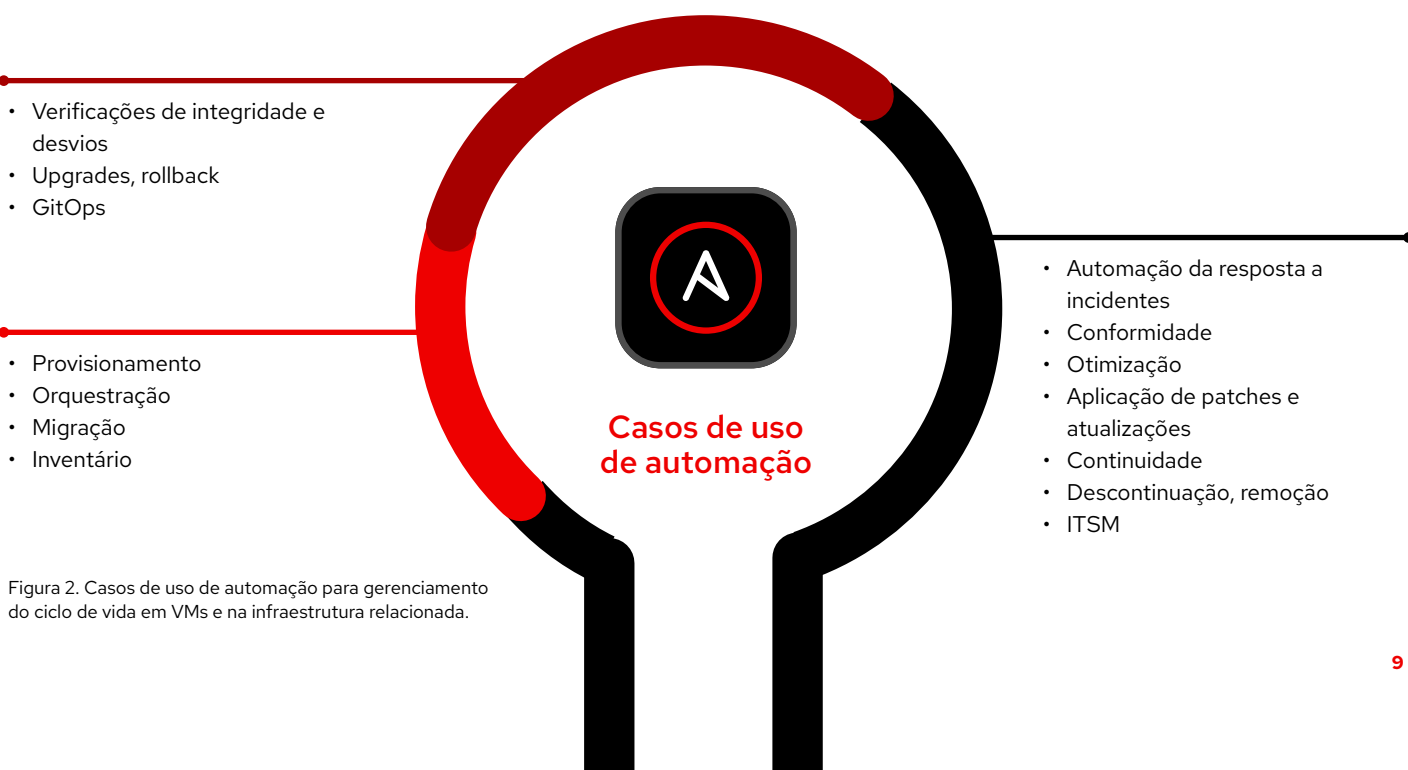 • Verificações de integridade e
desvios
• Upgrades, rollback
• GitOps
• Provisionamento
• Orquestração
• Migração
• Inventário
Casos de uso
de automação
• Automação da resposta a
incidentes
• Conformidade
• Otimização
• Aplicação de patches e
atualizações
• Continuidade
• Descontinuação, remoção
• ITSM
Figura 2. Casos de uso de automação para gerenciamento
do ciclo de vida em VMs e na infraestrutura relacionada.
9